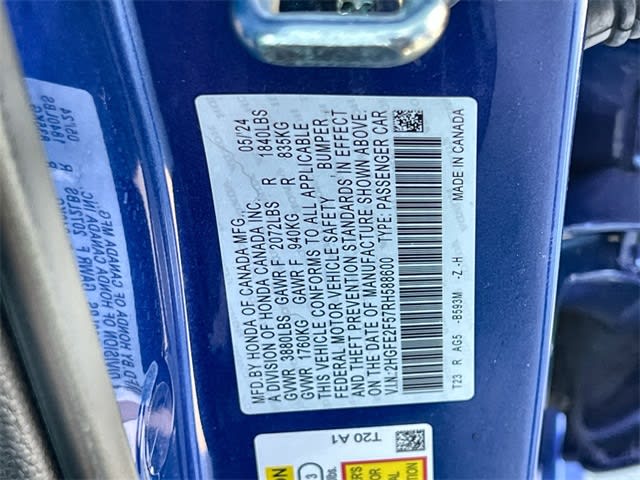 MFD.BY HONDA OF CANADA MFG., 05/24
A DIVISION OF HONDA CANADA INC.
GVWR 3880LBS GAWR F 2072LBS R 1840LBS
GVWR 1760KG GAWR F 940KG R 835KG
THIS VEHICLE CONFORMS TO ALL APPLICABLE
FEDERAL MOTOR VEHICLE SAFETY, BUMPER,
AND THEFT PREVENTION STANDARDS IN EFFECT
ON THE DATE OF MANUFACTURE SHOWN ABOVE.
V.I.N.:2HGFE2F57RH588600 TYPE: PASSENGER CAR
T23 R AG5 -B593M -Z -H MADE IN CANADA
T20 A1